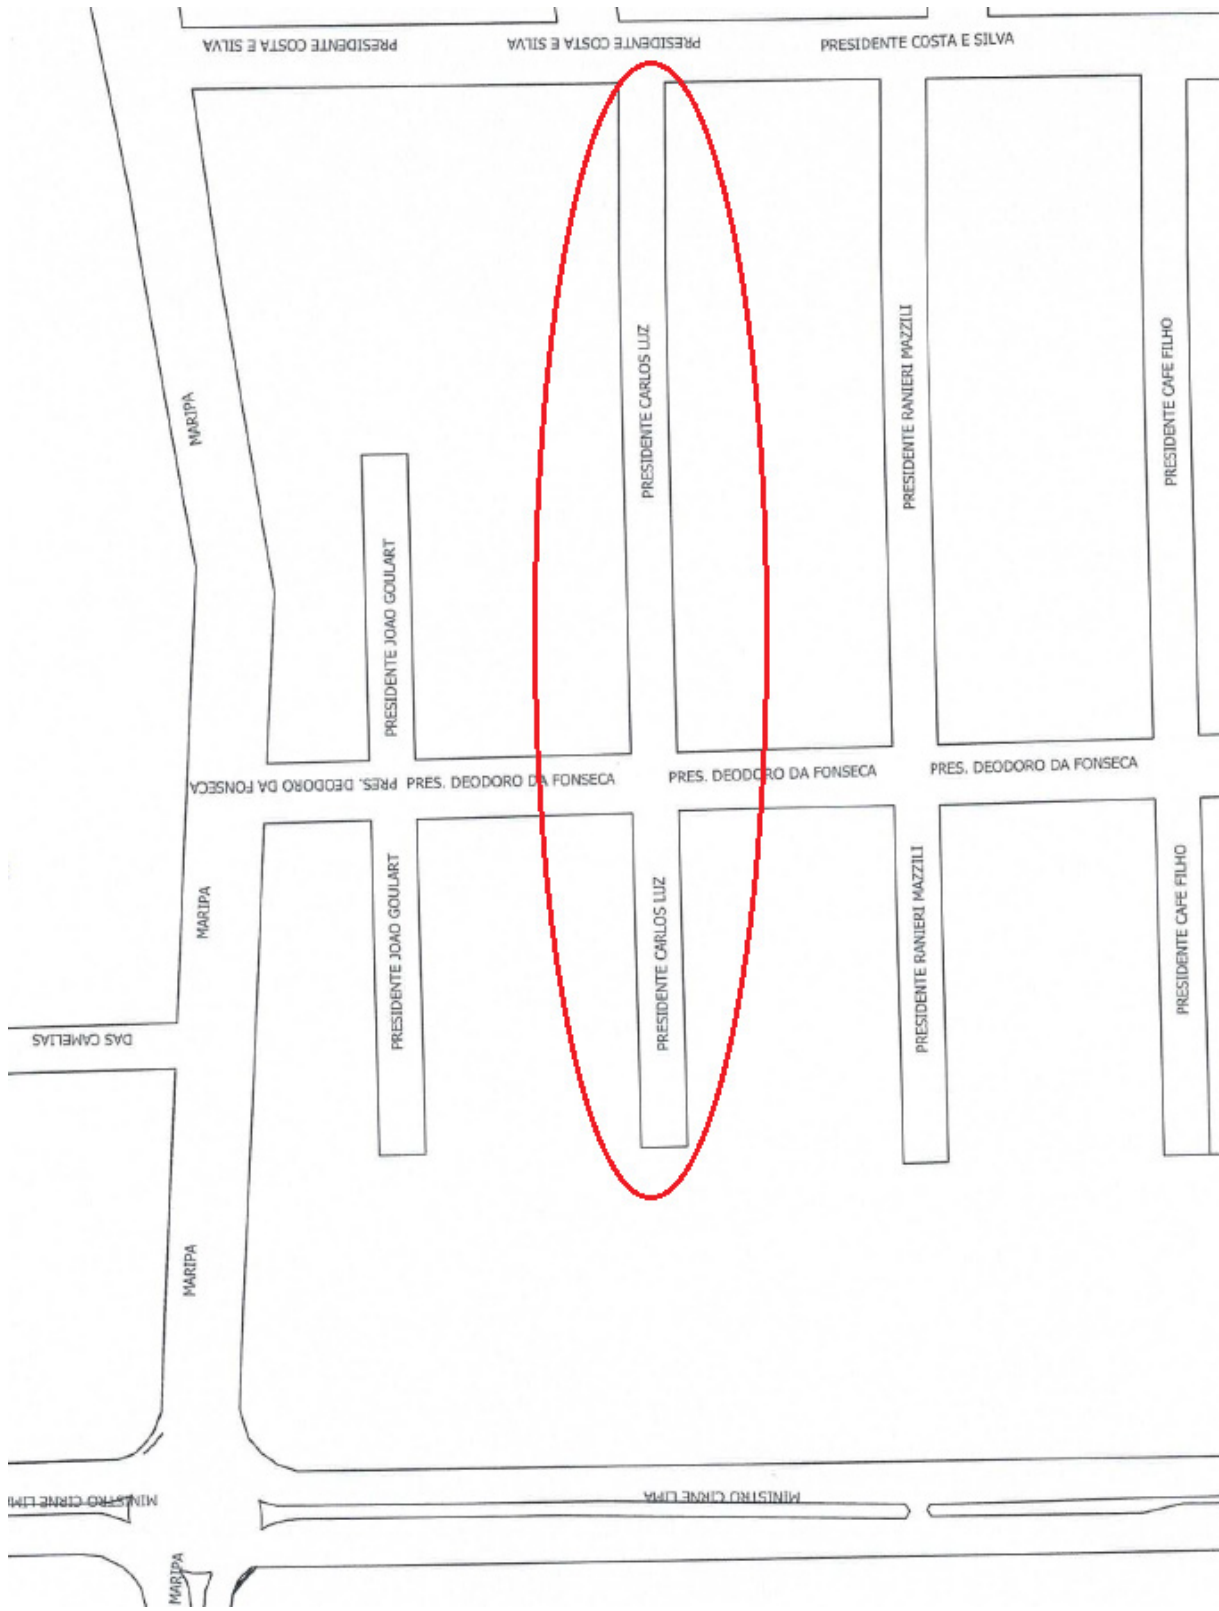 PRESIDENTE COSTA E SILVA
PRESIDENTE COSTA E SILVA
PRESIDENTE COSTA E SILVA
MARIPA
PRESIDENTE JOAO GOULART
PRESIDENTE CARLOS LUZ
PRESIDENTE RANIERI MAZZILI
PRESIDENTE CAFE FILHO
PRES. DEODORO DA FONSECA
PRES. DEODORO DA FONSECA
PRES. DEODORO DA FONSECA
PRES. DEODORO DA FONSECA
MARIPA
PRESIDENTE JOAO GOULART
PRESIDENTE CARLOS LUZ
PRESIDENTE RANIERI MAZZILI
PRESIDENTE CAFE FILHO
DAS CAMELIAS
MARIPA
MINISTRO CIRNE LIMA
MINISTRO CIRNE LIMA
MARIPA